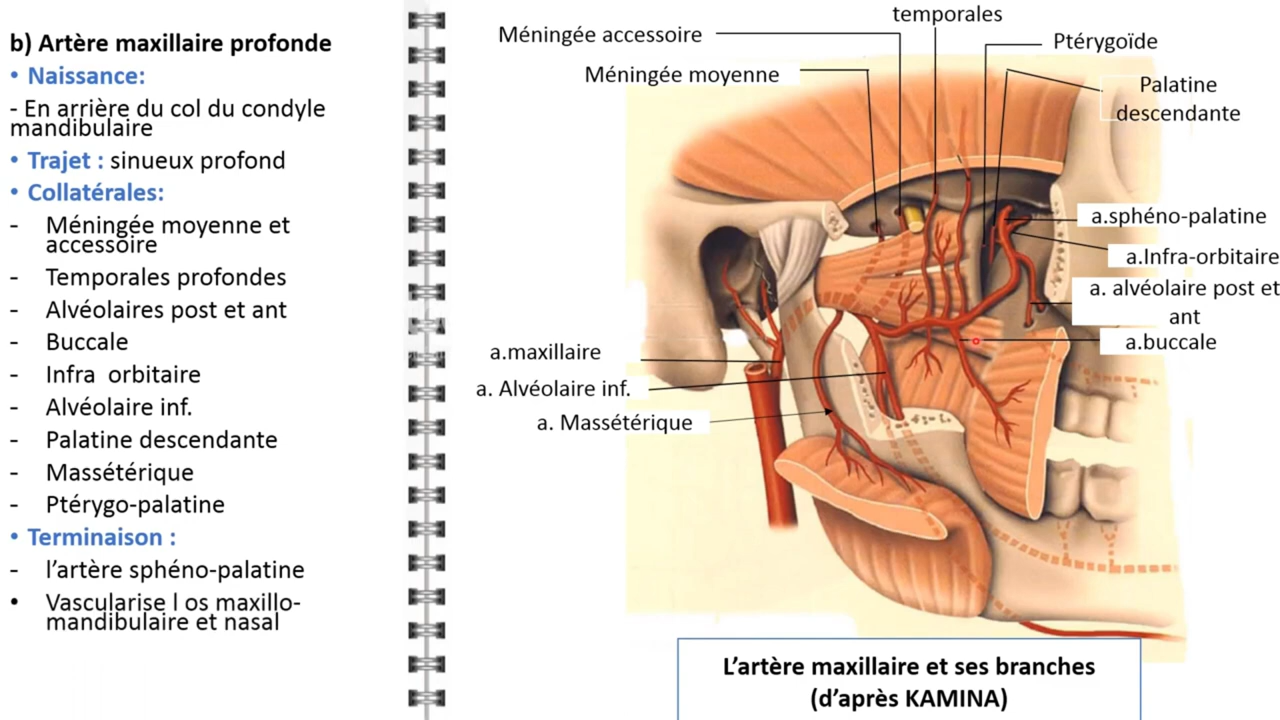 b) Artère maxillaire profonde
• Naissance:
- En arrière du col du condyle
mandibulaire
• Trajet : sinueux profond
• Collatérales:
- Méningée moyenne et
accessoire
- Temporales profondes
- Alvéolaires post et ant
- Buccale
- Infra orbitaire
- Alvéolaire inf.
- Palatine descendante
- Massétérique
- Ptérygo-palatine
• Terminaison :
- l’artère sphéno-palatine
• Vascularise l os maxillo-
mandibulaire et nasal
temporales
Méningée accessoire
Ptérygoïde
Méningée moyenne
Palatine
descendante
a.sphéno-palatine
a.Infra-orbitaire
a. alvéolaire post et
ant
a.buccale
a.maxillaire
a. Alvéolaire inf.
a. Massétérique
L’artère maxillaire et ses branches
(d’après KAMINA)